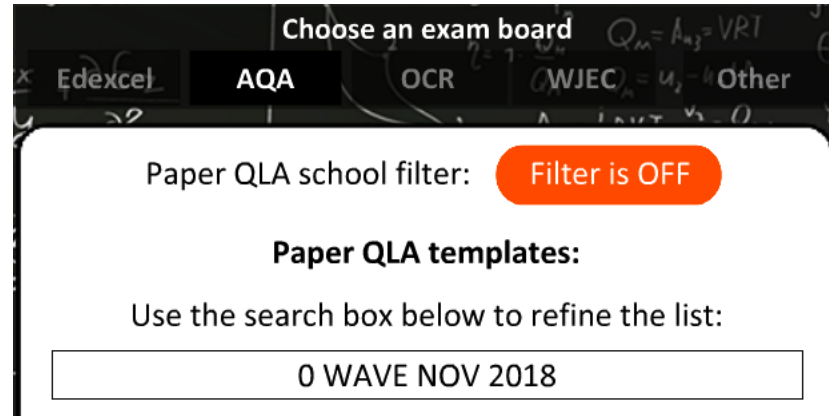 Choose an exam board
Edexcel AQA OCR WJEC Other
Paper QLA school filter: Filter is OFF
Paper QLA templates:
Use the search box below to refine the list:
0 WAVE NOV 2018